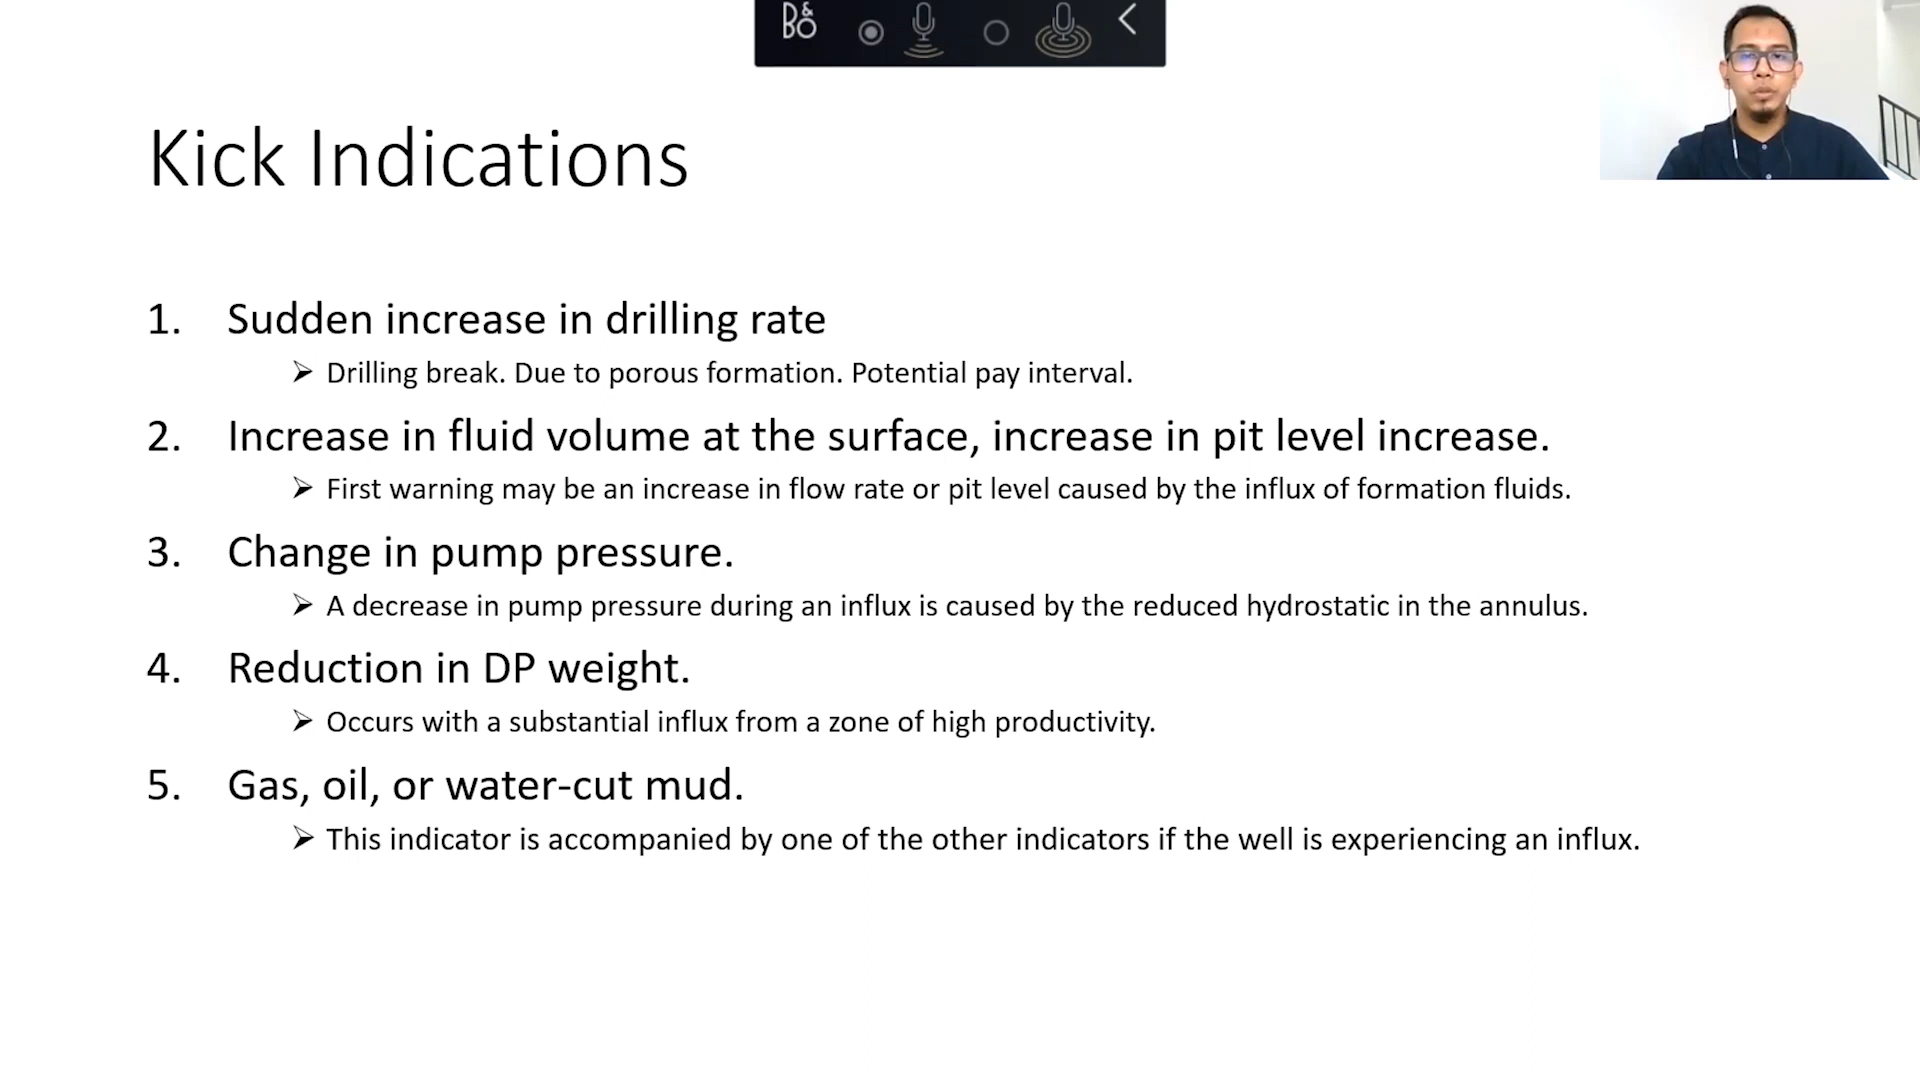 B&O
Kick Indications
1. Sudden increase in drilling rate
➢ Drilling break. Due to porous formation. Potential pay interval.
2. Increase in fluid volume at the surface, increase in pit level increase.
➢ First warning may be an increase in flow rate or pit level caused by the influx of formation fluids.
3. Change in pump pressure.
➢ A decrease in pump pressure during an influx is caused by the reduced hydrostatic in the annulus.
4. Reduction in DP weight.
➢ Occurs with a substantial influx from a zone of high productivity.
5. Gas, oil, or water-cut mud.
➢ This indicator is accompanied by one of the other indicators if the well is experiencing an influx.